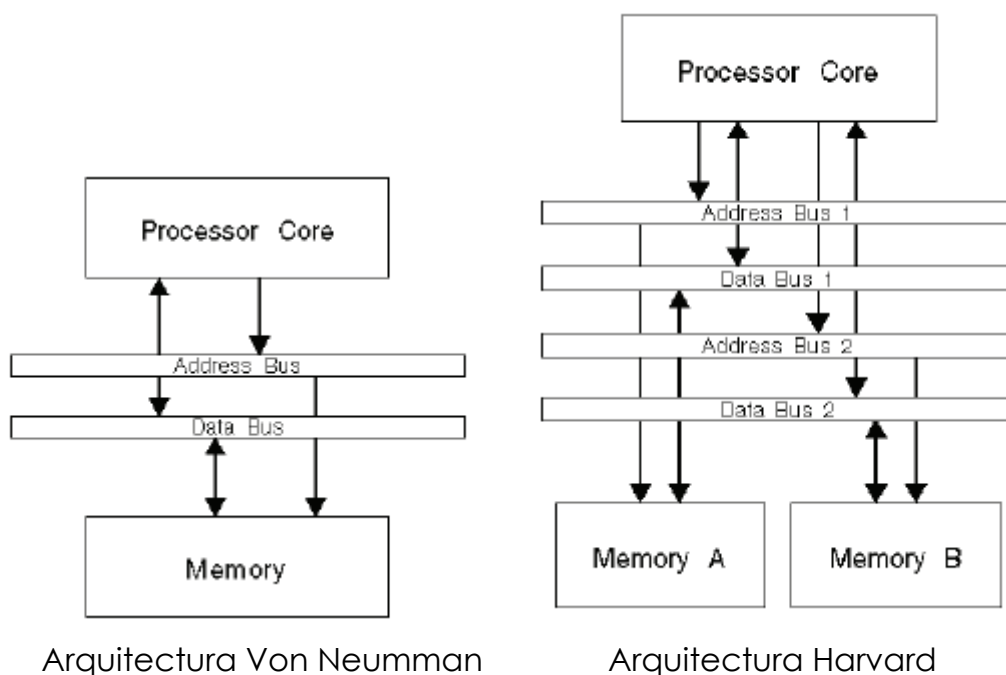 Processor Core
Address Bus
Data Bus
Memory
Arquitectura Von Neumman
Processor Core
Address Bus 1
Data Bus 1
Address Bus 2
Data Bus 2
Memory A
Memory B
Arquitectura Harvard